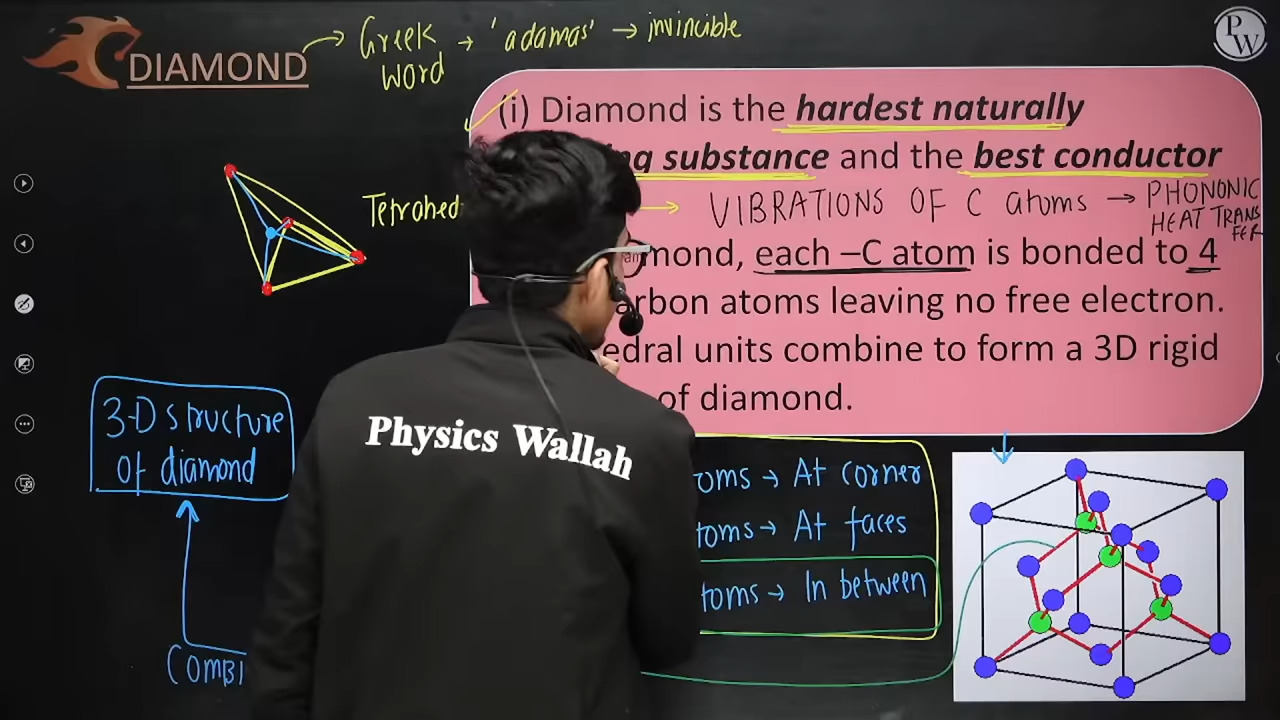 DIAMOND
Greek → 'adamas' → invincible
word
PW
(i) Diamond is the hardest naturally
substance and the best conductor
→ VIBRATIONS OF C atoms → PHONONIC
HEAT TRANS
FER
Tetrahed
mond, each –C atom is bonded to 4
arbon atoms leaving no free electron.
edral units combine to form a 3D rigid
of diamond.
3-D structure
of diamond
COMBI
oms → At corner
toms → At faces
toms → In between
Physics Wallah